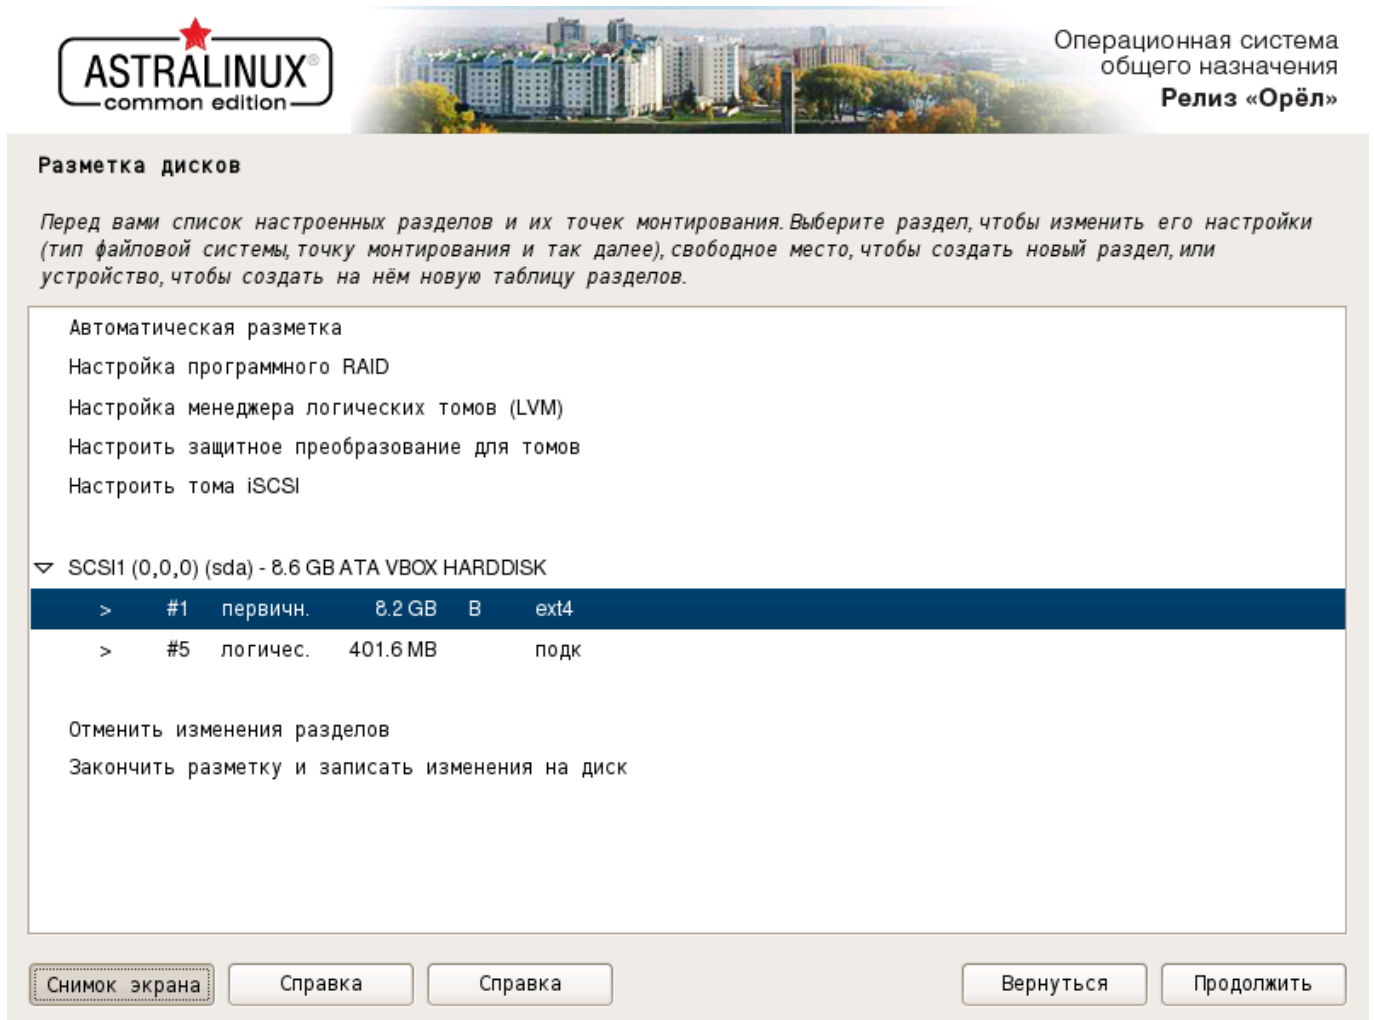 ASTRALINUX®
common edition
Операционная система
общего назначения
Релиз «Орёл»
Разметка дисков
Перед вами список настроенных разделов и их точек монтирования. Выберите раздел, чтобы изменить его настройки
(тип файловой системы, точку монтирования и так далее), свободное место, чтобы создать новый раздел, или
устройство, чтобы создать на нём новую таблицу разделов.
Автоматическая разметка
Настройка программного RAID
Настройка менеджера логических томов (LVM)
Настроить защитное преобразование для томов
Настроить тома iSCSI
SCSI1 (0,0,0) (sda) - 8.6 GB ATA VBOX HARDDISK
> #1 первичн. 8.2 GB B ext4
> #5 логичес. 401.6 MB подк
Отменить изменения разделов
Закончить разметку и записать изменения на диск
Снимок экрана Справка Справка Вернуться Продолжить